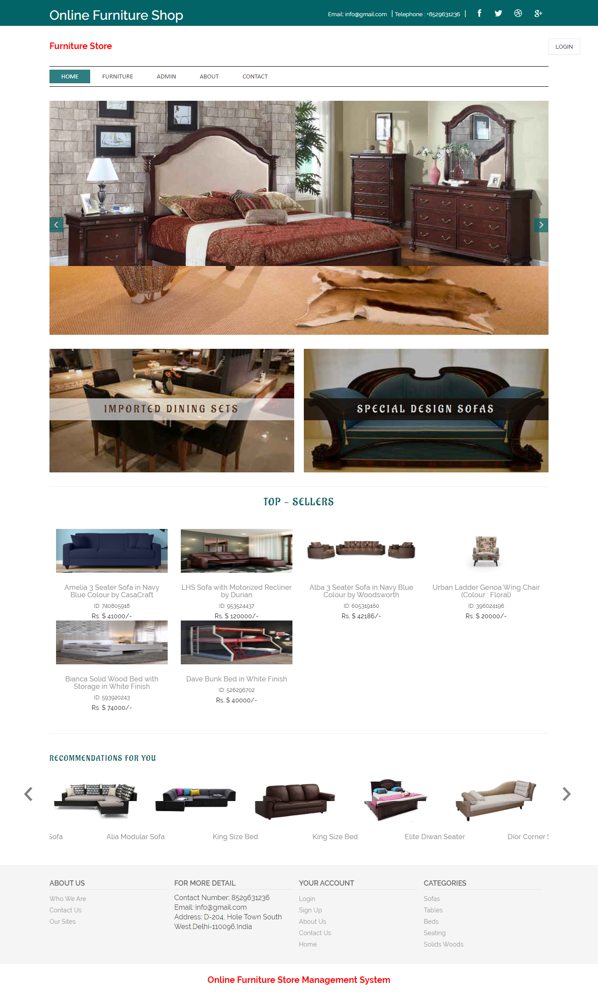 Online Furniture Shop
Email: info@gmail.com | Telephone : +8529631236 |
Furniture Store
LOGIN
HOME FURNITURE ADMIN ABOUT CONTACT
IMPORTED DINING SETS
SPECIAL DESIGN SOFAS
TOP – SELLERS
Amelia 3 Seater Sofa in Navy
Blue Colour by CasaCraft
ID: 740805918
Rs. $ 41000/-
LHS Sofa with Motorized Recliner
by Durian
ID: 953524437
Rs. $ 120000/-
Alba 3 Seater Sofa in Navy Blue
Colour by Woodsworth
ID: 605319160
Rs. $ 42186/-
Urban Ladder Genoa Wing Chair
(Colour : Floral)
ID: 396024196
Rs. $ 20000/-
Bianca Solid Wood Bed with
Storage in White Finish
ID: 593920243
Rs. $ 74000/-
Dave Bunk Bed in White Finish
ID: 526296702
Rs. $ 40000/-
RECOMMENDATIONS FOR YOU
Sofa Alia Modular Sofa King Size Bed King Size Bed Elite Diwan Seater Dior Corner S
ABOUT US
Who We Are
Contact Us
Our Sites
FOR MORE DETAIL
Contact Number: 8529631236
Email: info@gmail.com
Address: D-204, Hole Town South
West,Delhi-110096,India
YOUR ACCOUNT
Login
Sign Up
About Us
Contact Us
Home
CATEGORIES
Sofas
Tables
Beds
Seating
Solids Woods
Online Furniture Store Management System